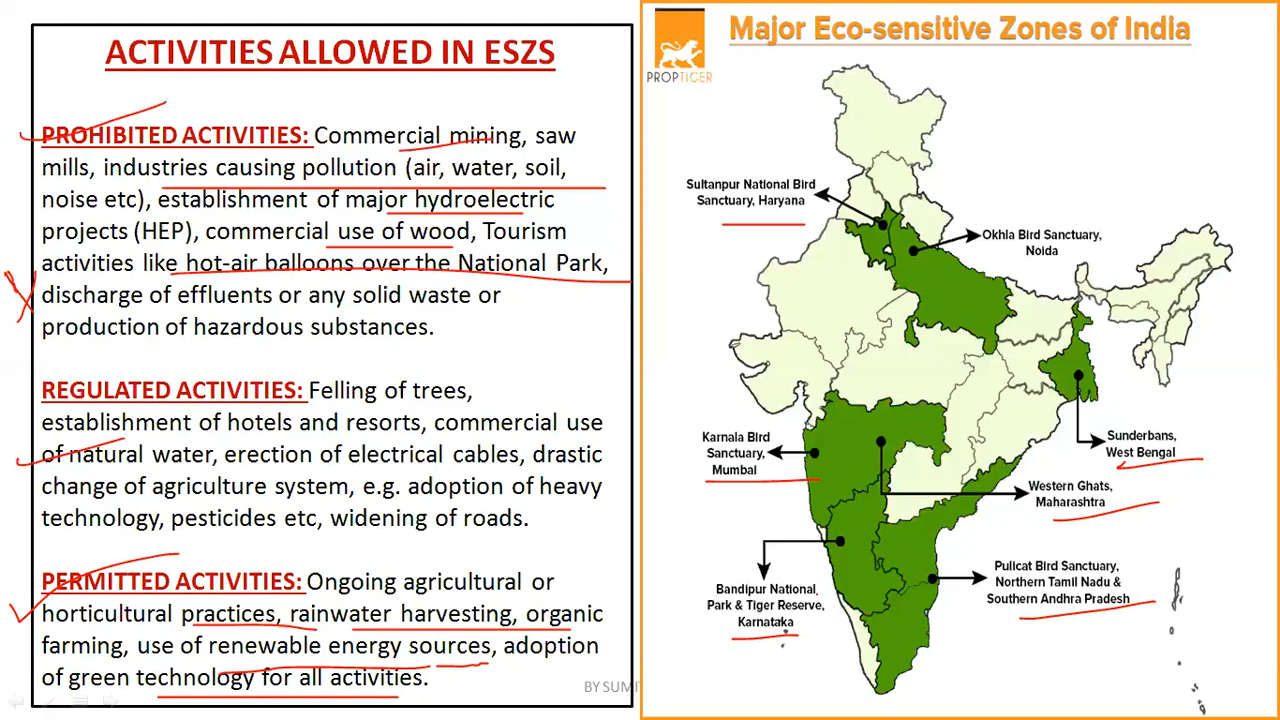 ACTIVITIES ALLOWED IN ESZS
PROHIBITED ACTIVITIES: Commercial mining, saw
mills, industries causing pollution (air, water, soil,
noise etc), establishment of major hydroelectric
projects (HEP), commercial use of wood, Tourism
activities like hot-air balloons over the National Park,
discharge of effluents or any solid waste or
production of hazardous substances.
REGULATED ACTIVITIES: Felling of trees,
establishment of hotels and resorts, commercial use
of natural water, erection of electrical cables, drastic
change of agriculture system, e.g. adoption of heavy
technology, pesticides etc, widening of roads.
PERMITTED ACTIVITIES: Ongoing agricultural or
horticultural practices, rainwater harvesting, organic
farming, use of renewable energy sources, adoption
of green technology for all activities.
BY SUMIT
PROPTIGER
Major Eco-sensitive Zones of India
Sultanpur National Bird
Sanctuary, Haryana
Okhla Bird Sanctuary,
Noida
Karnala Bird
Sanctuary,
Mumbai
Sunderbans,
West Bengal
Western Ghats,
Maharashtra
Bandipur National,
Park & Tiger Reserve,
Karnataka
Pulicat Bird Sanctuary,
Northern Tamil Nadu &
Southern Andhra Pradesh